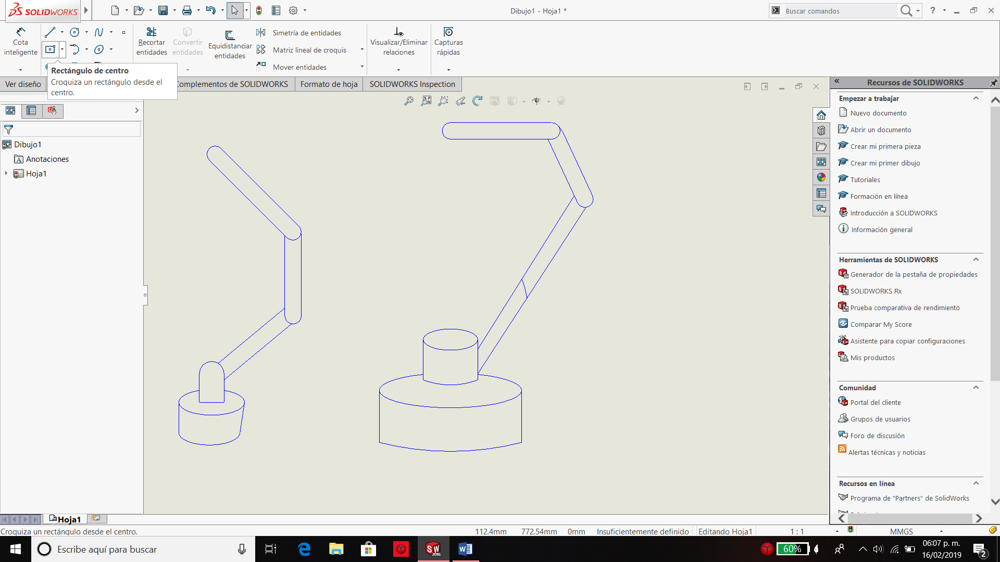 SOLIDWORKS
Dibujo1 - Hoja1 *
Buscar comandos
?
Cota
inteligente
Recortar
entidades
Convertir
entidades
Equidistanciar
entidades
Simetría de entidades
Matriz lineal de croquis
Mover entidades
Visualizar/Eliminar
relaciones
Capturas
rápidas
Rectángulo de centro
Croquiza un rectángulo desde el
centro.
Ver diseño
Complementos de SOLIDWORKS
Formato de hoja
SOLIDWORKS Inspection
Dibujo1
Anotaciones
Hoja1
Recursos de SOLIDWORKS
Empezar a trabajar
Nuevo documento
Abrir un documento
Crear mi primera pieza
Crear mi primer dibujo
Tutoriales
Formación en línea
Introducción a SOLIDWORKS
Información general
Herramientas de SOLIDWORKS
Generador de la pestaña de propiedades
SOLIDWORKS Rx
Prueba comparativa de rendimiento
Comparar My Score
Asistente para copiar configuraciones
Mis productos
Comunidad
Portal del cliente
Grupos de usuarios
Foro de discusión
Alertas técnicas y noticias
Recursos en línea
Programa de "Partners" de SolidWorks
Hoja1
Croquiza un rectángulo desde el centro.
112.4mm
772.54mm
0mm
Insuficientemente definido
Editando Hoja1
1 : 1
MMGS
Escribe aquí para buscar
SW
2016
60%
06:07 p. m.
16/02/2019
2